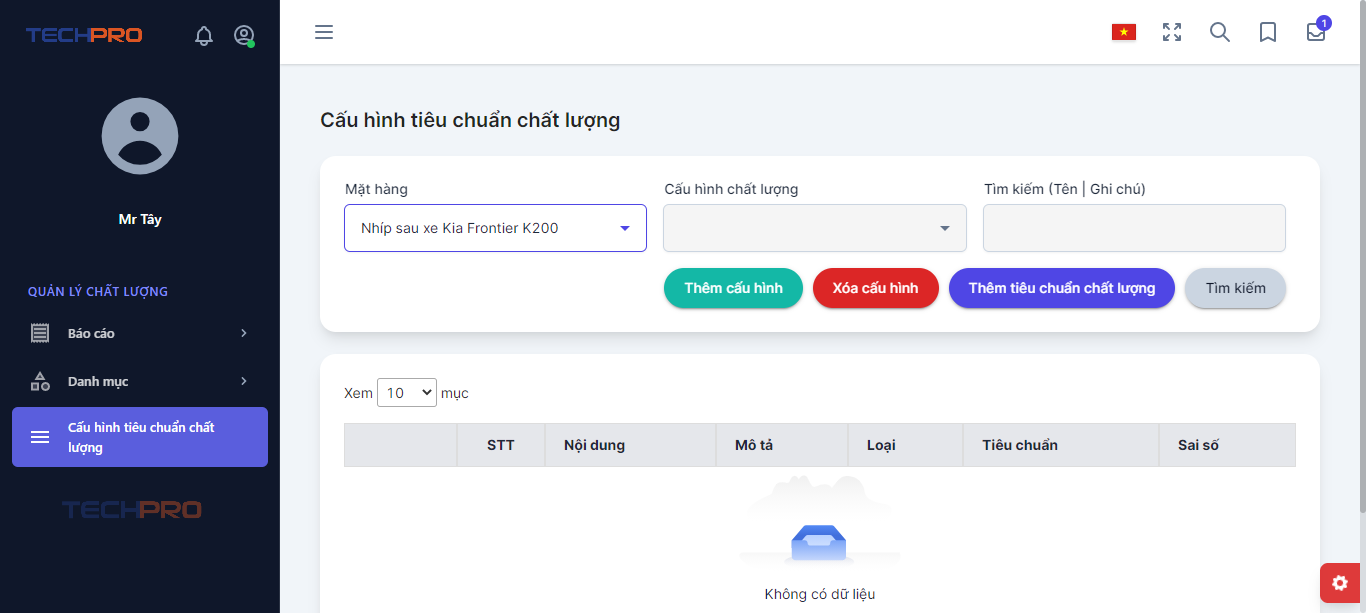 TECHPRO
1
Mr Tây
QUẢN LÝ CHẤT LƯỢNG
Báo cáo
Danh mục
Cấu hình tiêu chuẩn chất
lượng
TECHPRO
Cấu hình tiêu chuẩn chất lượng
Mặt hàng
Cấu hình chất lượng
Tìm kiếm (Tên | Ghi chú)
Nhíp sau xe Kia Frontier K200
Thêm cấu hình
Xóa cấu hình
Thêm tiêu chuẩn chất lượng
Tìm kiếm
Xem 10 mục
STT Nội dung Mô tả Loại Tiêu chuẩn Sai số
Không có dữ liệu